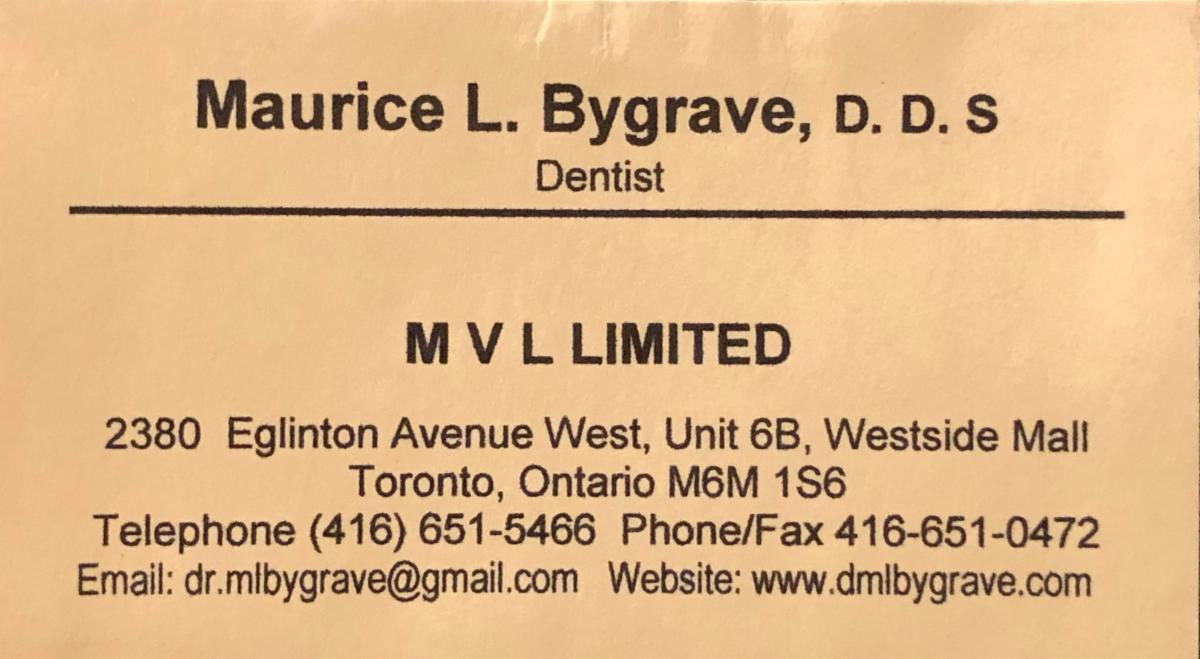 Maurice L. Bygrave, D. D. S
Dentist
M V L LIMITED
2380 Eglinton Avenue West, Unit 6B, Westside Mall
Toronto, Ontario M6M 1S6
Telephone (416) 651-5466 Phone/Fax 416-651-0472
Email: dr.mlbygrave@gmail.com Website: www.dmlbygrave.com